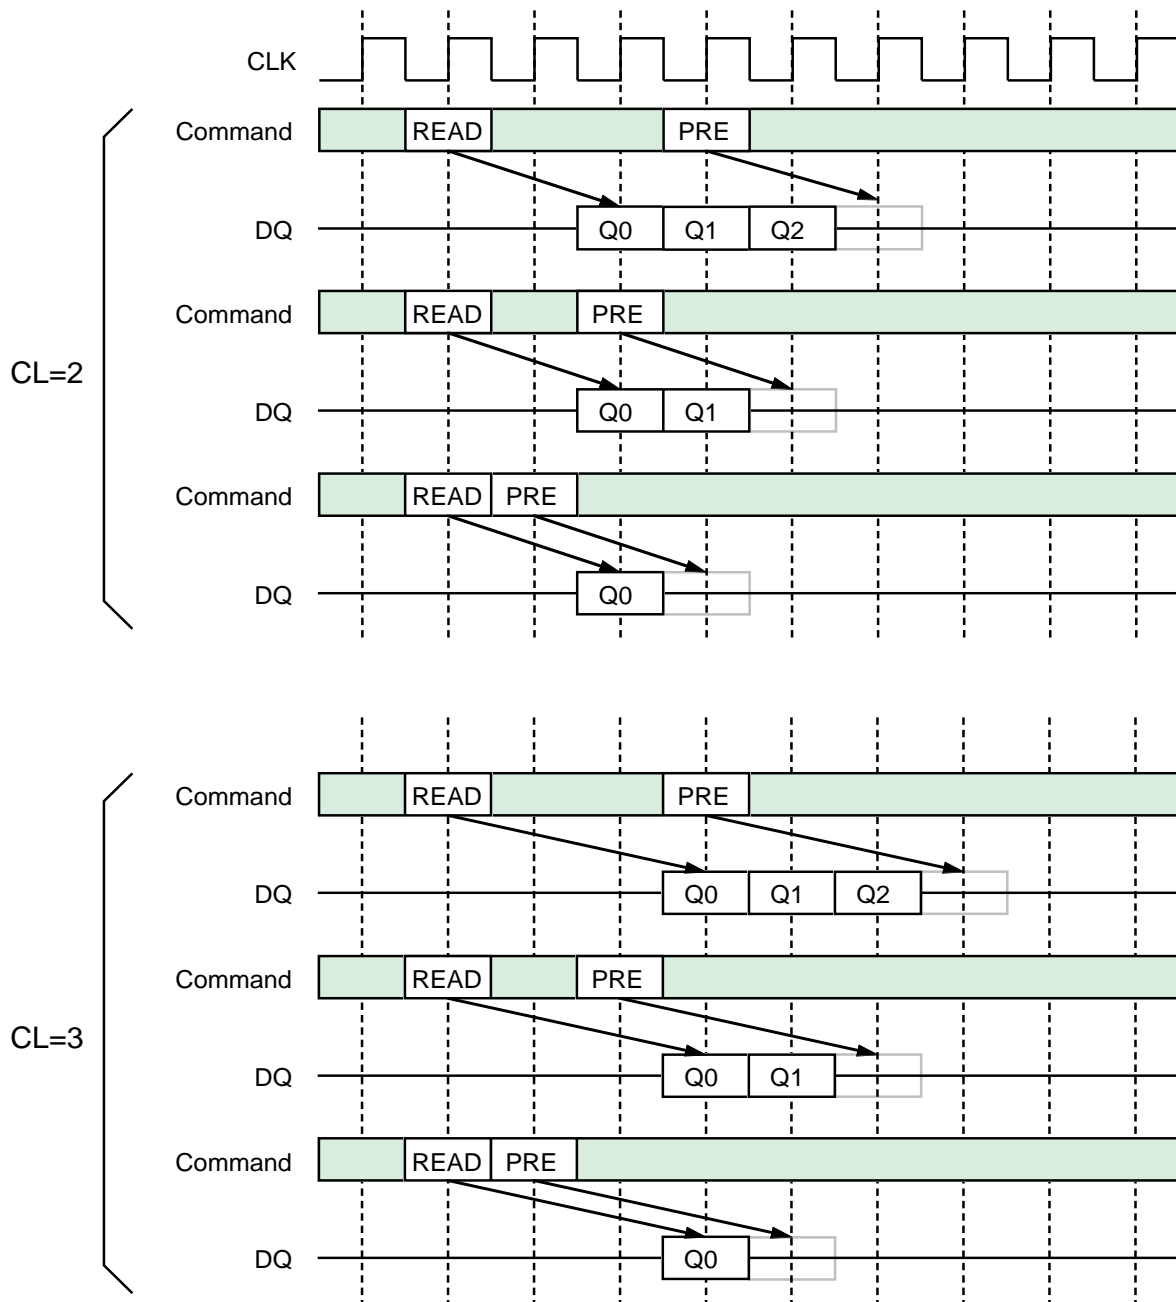 CLK
Command READ PRE
DQ Q0 Q1 Q2
Command READ PRE
CL=2
DQ Q0 Q1
Command READ PRE
DQ Q0
Command READ PRE
DQ Q0 Q1 Q2
Command READ PRE
CL=3
DQ Q0 Q1
Command READ PRE
DQ Q0